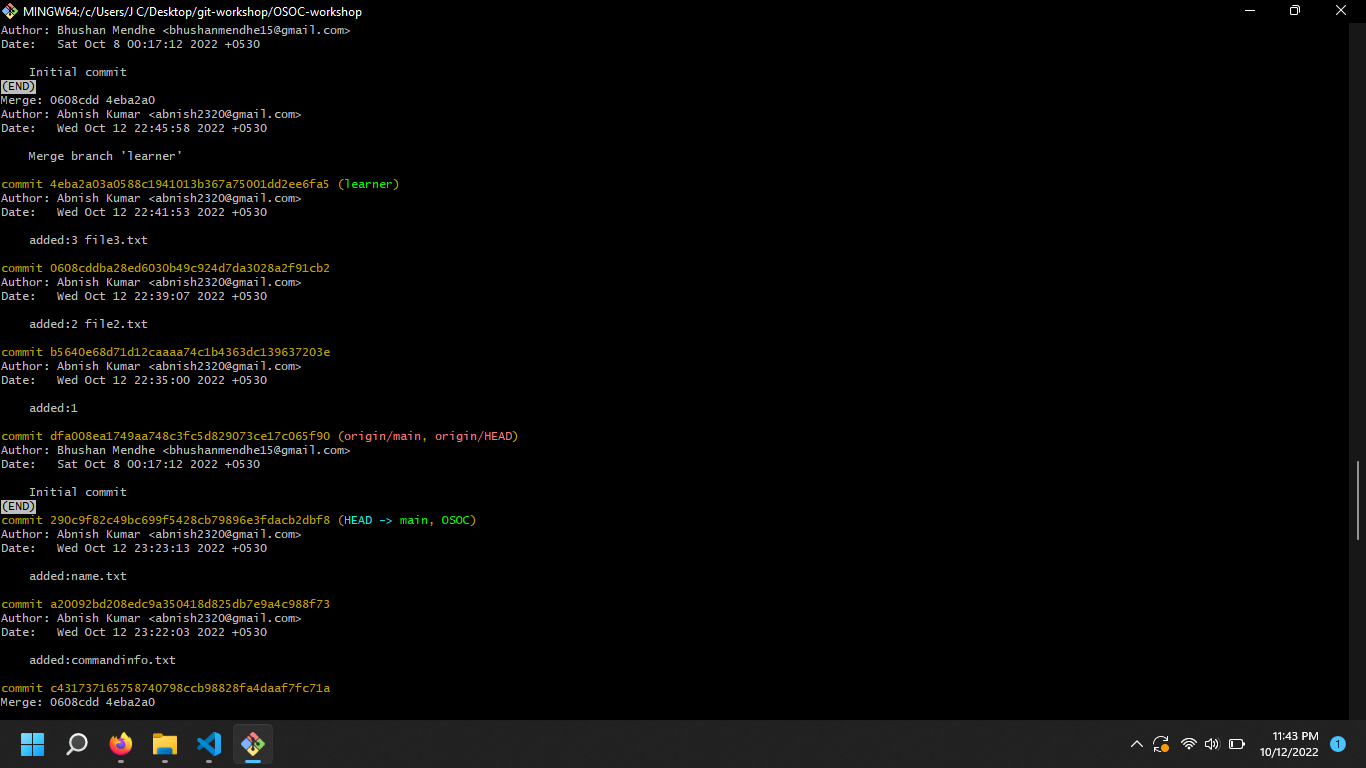 MINGW64:/c/Users/J C/Desktop/git-workshop/OSOC-workshop
Author: Bhushan Mendhe <bhushanmendhe15@gmail.com>
Date:   Sat Oct 8 00:17:12 2022 +0530
    Initial commit
(END)
Merge: 0608cdd 4eba2a0
Author: Abnish Kumar <abnish2320@gmail.com>
Date:   Wed Oct 12 22:45:58 2022 +0530
    Merge branch 'learner'
commit 4eba2a03a0588c1941013b367a75001dd2ee6fa5 (learner)
Author: Abnish Kumar <abnish2320@gmail.com>
Date:   Wed Oct 12 22:41:53 2022 +0530
    added:3 file3.txt
commit 0608cddba28ed6030b49c924d7da3028a2f91cb2
Author: Abnish Kumar <abnish2320@gmail.com>
Date:   Wed Oct 12 22:39:07 2022 +0530
    added:2 file2.txt
commit b5640e68d71d12caaaa74c1b4363dc139637203e
Author: Abnish Kumar <abnish2320@gmail.com>
Date:   Wed Oct 12 22:35:00 2022 +0530
    added:1
commit dfa008ea1749aa748c3fc5d829073ce17c065f90 (origin/main, origin/HEAD)
Author: Bhushan Mendhe <bhushanmendhe15@gmail.com>
Date:   Sat Oct 8 00:17:12 2022 +0530
    Initial commit
(END)
commit 290c9f82c49bc699f5428cb79896e3fdacb2dbf8 (HEAD -> main, OSOC)
Author: Abnish Kumar <abnish2320@gmail.com>
Date:   Wed Oct 12 23:23:13 2022 +0530
    added:name.txt
commit a20092bd208edc9a350418d825db7e9a4c988f73
Author: Abnish Kumar <abnish2320@gmail.com>
Date:   Wed Oct 12 23:22:03 2022 +0530
    added:commandinfo.txt
commit c431737165758740798ccb98828fa4daaf7fc71a
Merge: 0608cdd 4eba2a0
11:43 PM
10/12/2022
1